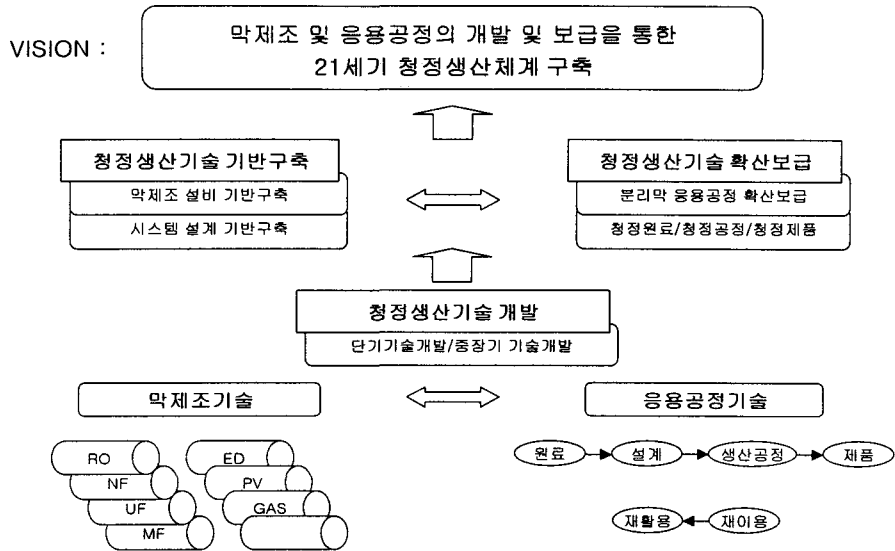 VISION :
막제조 및 응용공정의 개발 및 보급을 통한
21세기 청정생산체계 구축
청정생산기술 기반구축
막제조 설비 기반구축
시스템 설계 기반구축
청정생산기술 확산보급
분리막 응용공정 확산보급
청정원료/청정공정/청정제품
청정생산기술 개발
단기기술개발/중장기 기술개발
막제조기술
응용공정기술
RO
NF
UF
MF
ED
PV
GAS
원료
설계
생산공정
제품
재활용
재이용